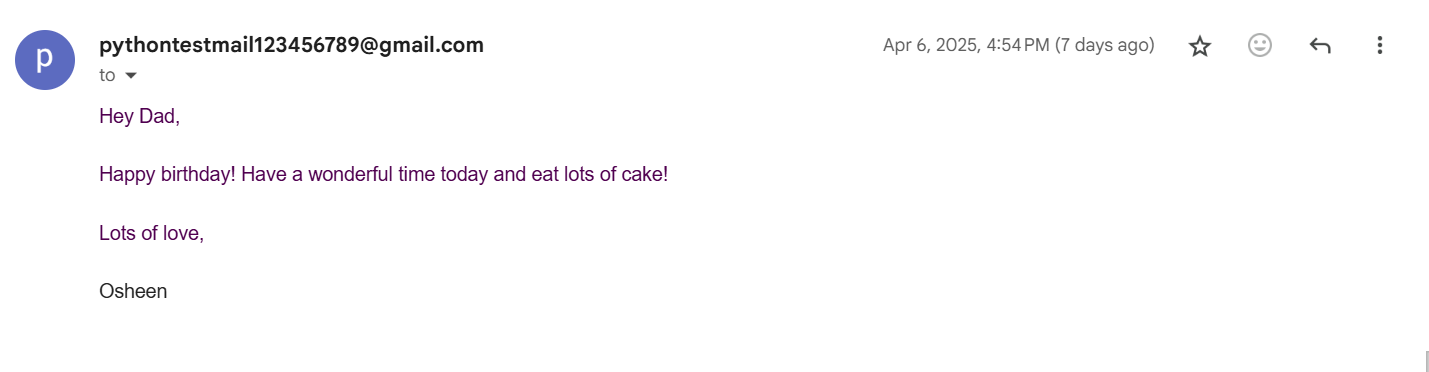 p
pythontestmail123456789@gmail.com
Apr 6, 2025, 4:54 PM (7 days ago)
to
Hey Dad,
Happy birthday! Have a wonderful time today and eat lots of cake!
Lots of love,
Osheen